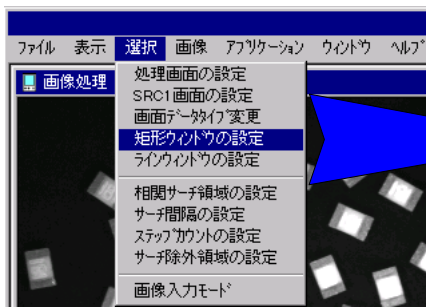 ファイル 表示 選択 画像 アプリケーション ウィンドウ ヘルプ
画像処理
処理画面の設定
SRC1画面の設定
画面データタイプ変更
矩形ウィンドウの設定
ラインウィンドウの設定
相関サーチ領域の設定
サーチ間隔の設定
ステップカウントの設定
サーチ除外領域の設定
画像入力モード